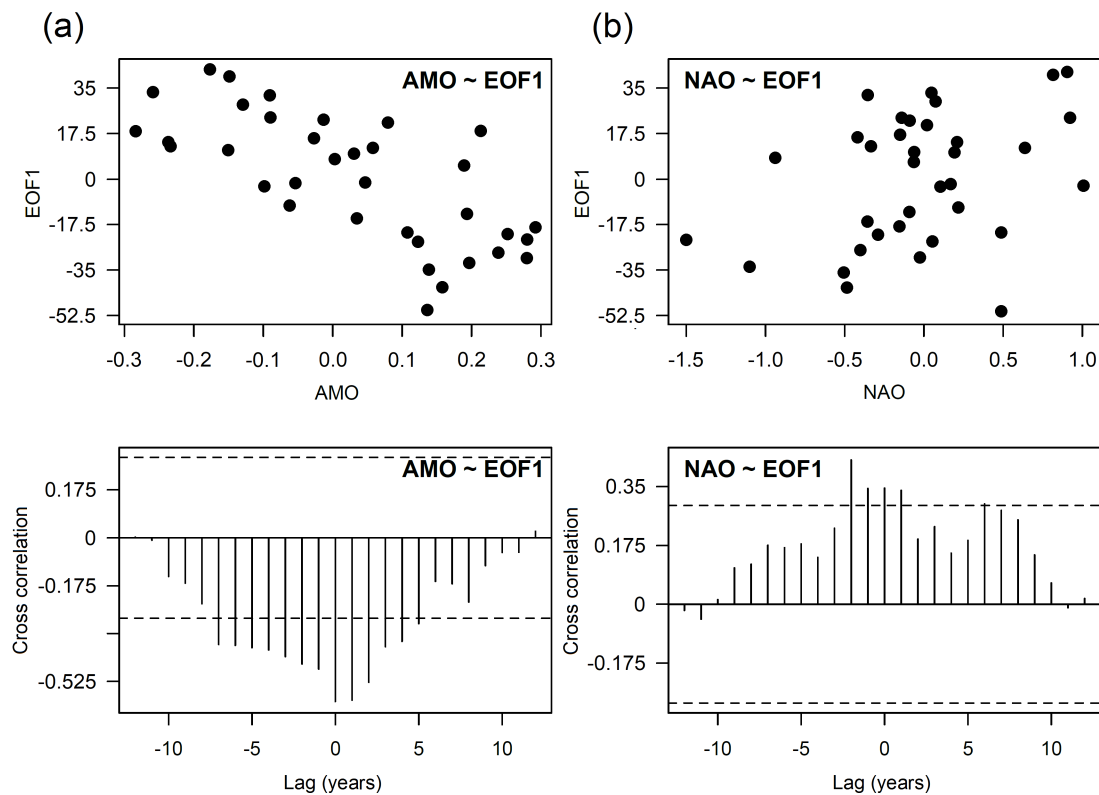 (a)
AMO ~ EOF1
EOF1
35
17.5
0
-17.5
-35
-52.5
-0.3 -0.2 -0.1 0.0 0.1 0.2 0.3
AMO
(b)
NAO ~ EOF1
EOF1
35
17.5
0
-17.5
-35
-52.5
-1.5 -1.0 -0.5 0.0 0.5 1.0
NAO
AMO ~ EOF1
Cross correlation
0.175
0
-0.175
-0.525
-10 -5 0 5 10
Lag (years)
NAO ~ EOF1
Cross correlation
0.35
0.175
0
-0.175
-10 -5 0 5 10
Lag (years)